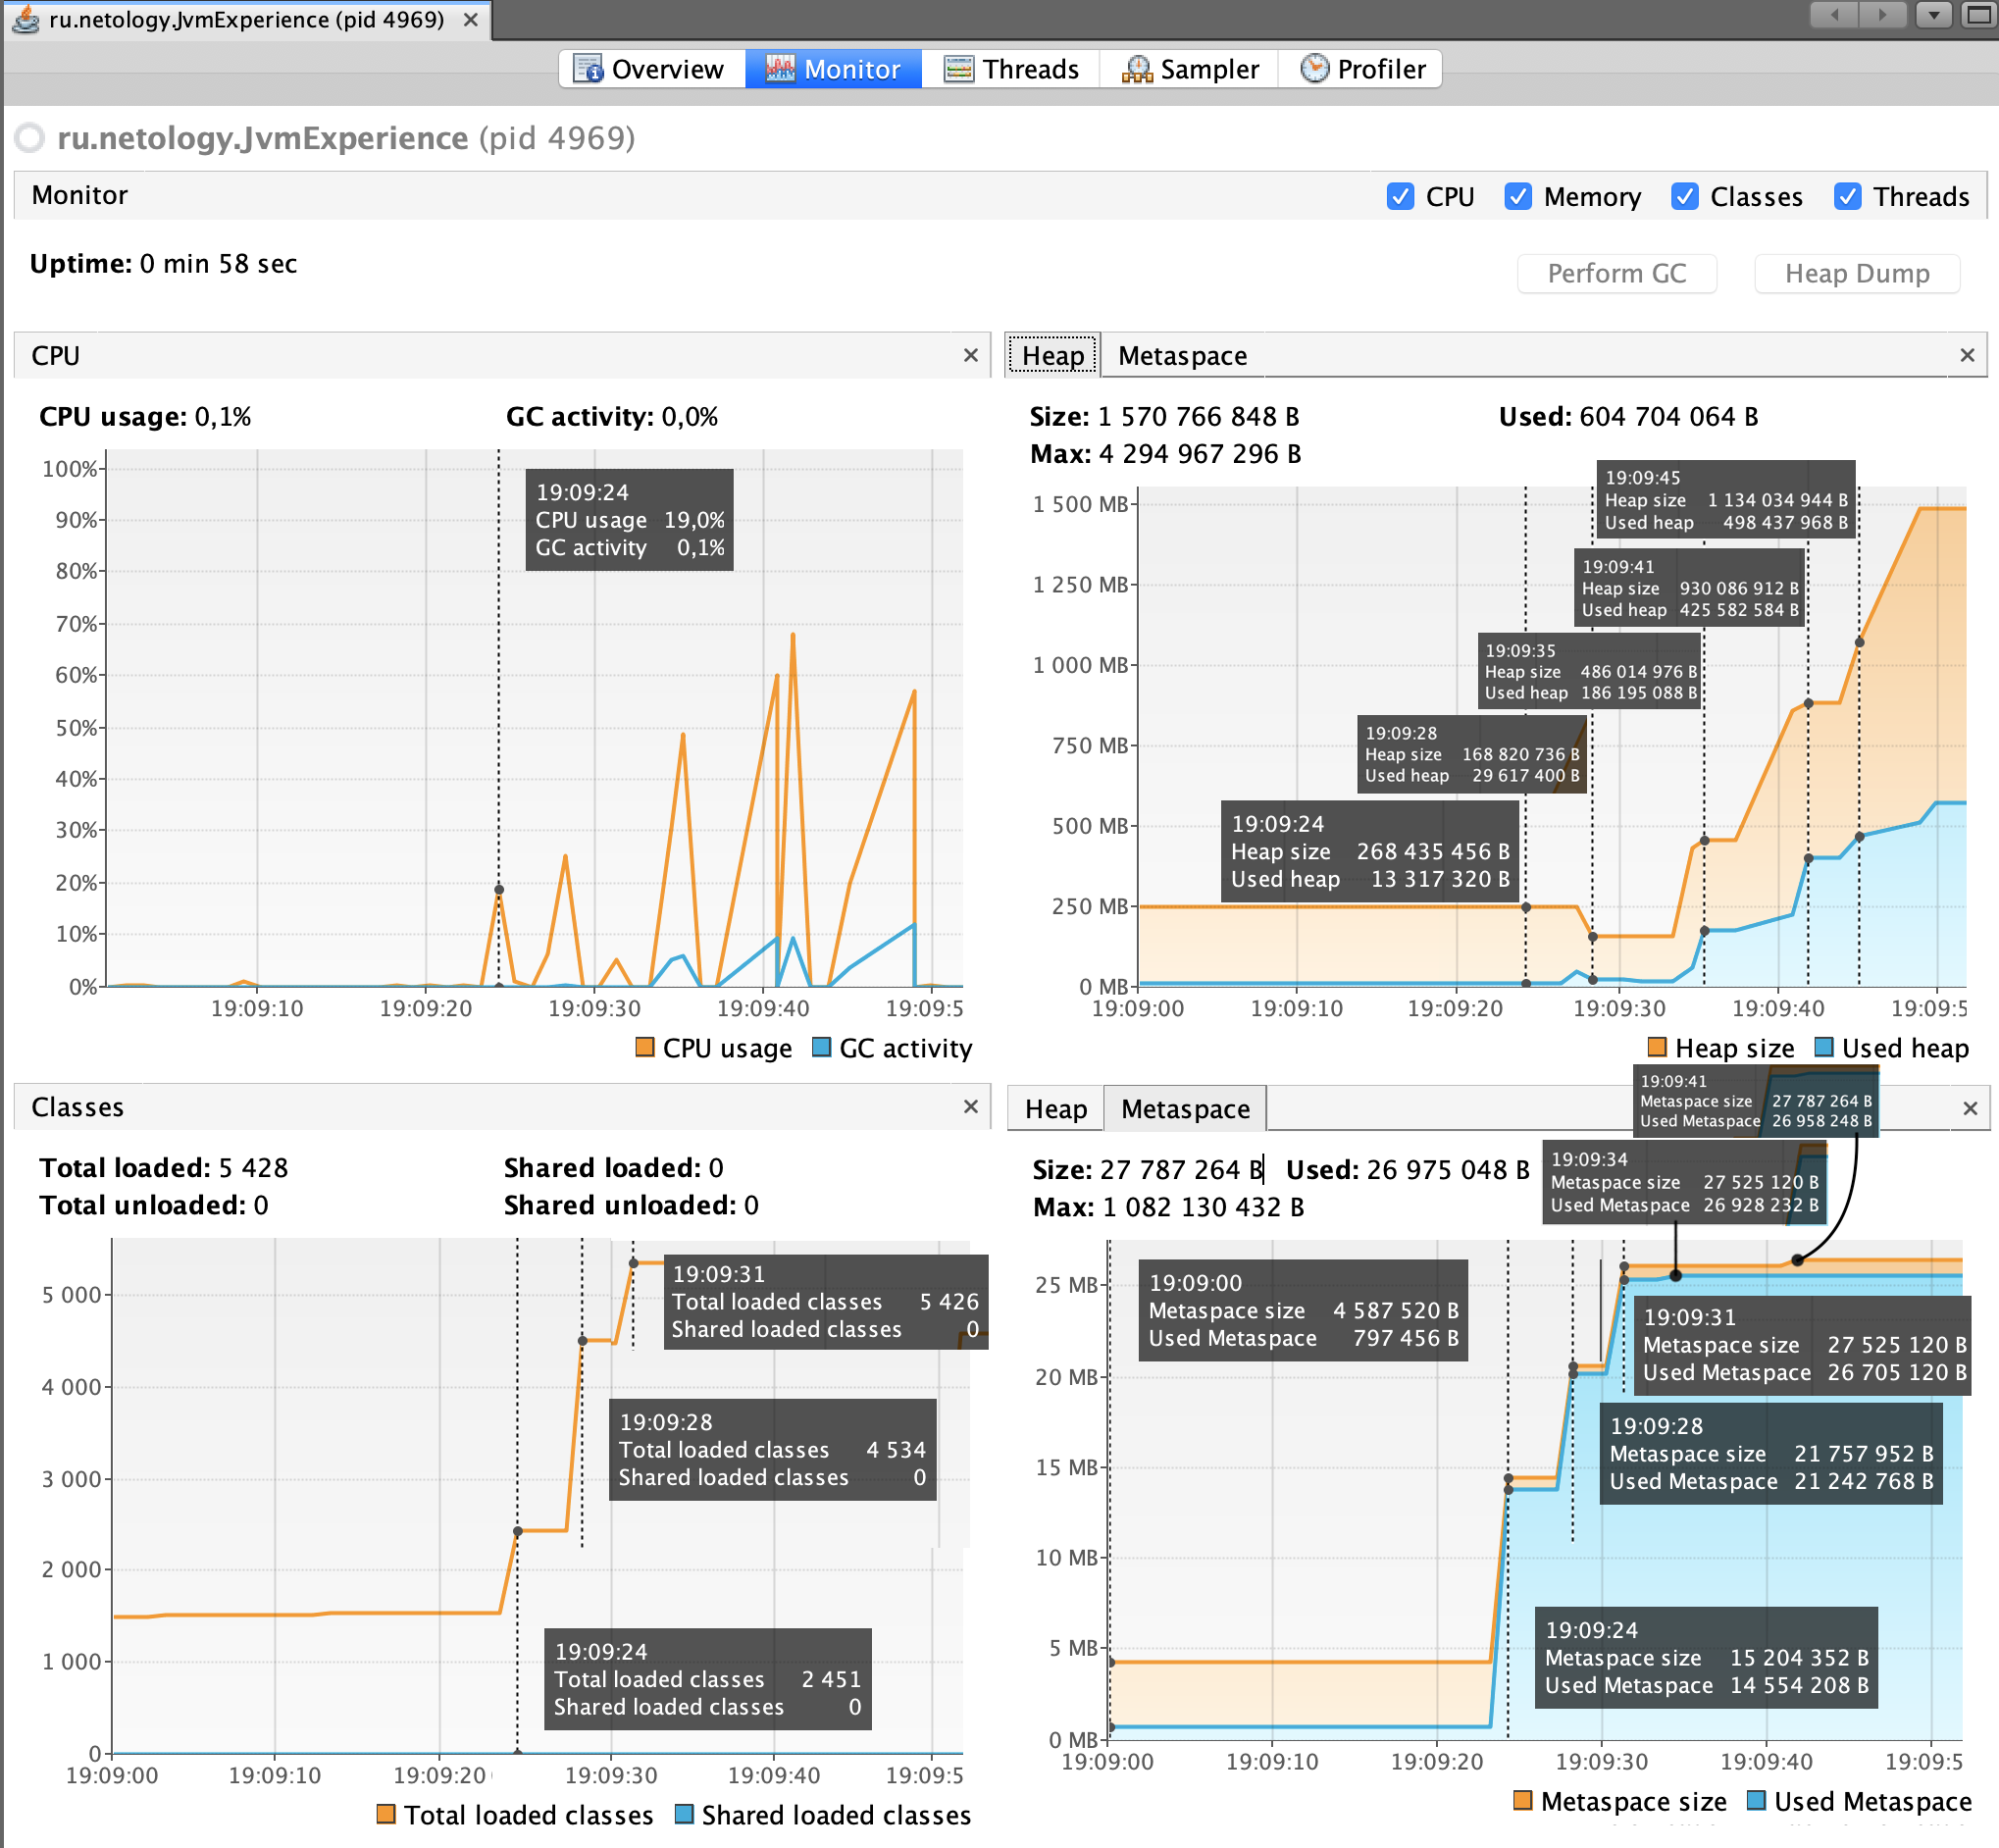 ru.netology.JvmExperience (pid 4969)
Overview
Monitor
Threads
Sampler
Profiler
ru.netology.JvmExperience (pid 4969)
Monitor
CPU
Memory
Classes
Threads
Uptime: 0 min 58 sec
Perform GC
Heap Dump
CPU
CPU usage: 0,1%
GC activity: 0,0%
100%
90%
80%
70%
60%
50%
40%
30%
20%
10%
0%
19:09:24
CPU usage 19,0%
GC activity 0,1%
19:09:10
19:09:20
19:09:30
19:09:40
19:09:5
CPU usage
GC activity
Heap
Metaspace
Size: 1 570 766 848 B
Used: 604 704 064 B
Max: 4 294 967 296 B
1 500 MB
1 250 MB
1 000 MB
750 MB
500 MB
250 MB
0 MB
19:09:45
Heap size 1 134 034 944 B
Used heap 498 437 968 B
19:09:41
Heap size 930 086 912 B
Used heap 425 582 584 B
19:09:35
Heap size 486 014 976 B
Used heap 186 195 088 B
19:09:28
Heap size 168 820 736 B
Used heap 29 617 400 B
19:09:24
Heap size 268 435 456 B
Used heap 13 317 320 B
19:09:00
19:09:10
19:09:20
19:09:30
19:09:40
19:09:5
Heap size
Used heap
Classes
Total loaded: 5 428
Shared loaded: 0
Total unloaded: 0
Shared unloaded: 0
5 000
4 000
3 000
2 000
1 000
0
19:09:31
Total loaded classes 5 426
Shared loaded classes 0
19:09:28
Total loaded classes 4 534
Shared loaded classes 0
19:09:24
Total loaded classes 2 451
Shared loaded classes 0
19:09:00
19:09:10
19:09:20
19:09:30
19:09:40
19:09:5
Total loaded classes
Shared loaded classes
Heap
Metaspace
Size: 27 787 264 B
Used: 26 975 048 B
Max: 1 082 130 432 B
19:09:41
Metaspace size 27 787 264 B
Used Metaspace 26 958 248 B
19:09:34
Metaspace size 27 525 120 B
Used Metaspace 26 928 232 B
25 MB
20 MB
15 MB
10 MB
5 MB
0 MB
19:09:00
Metaspace size 4 587 520 B
Used Metaspace 797 456 B
19:09:31
Metaspace size 27 525 120 B
Used Metaspace 26 705 120 B
19:09:28
Metaspace size 21 757 952 B
Used Metaspace 21 242 768 B
19:09:24
Metaspace size 15 204 352 B
Used Metaspace 14 554 208 B
19:09:00
19:09:10
19:09:20
19:09:30
19:09:40
19:09:5
Metaspace size
Used Metaspace